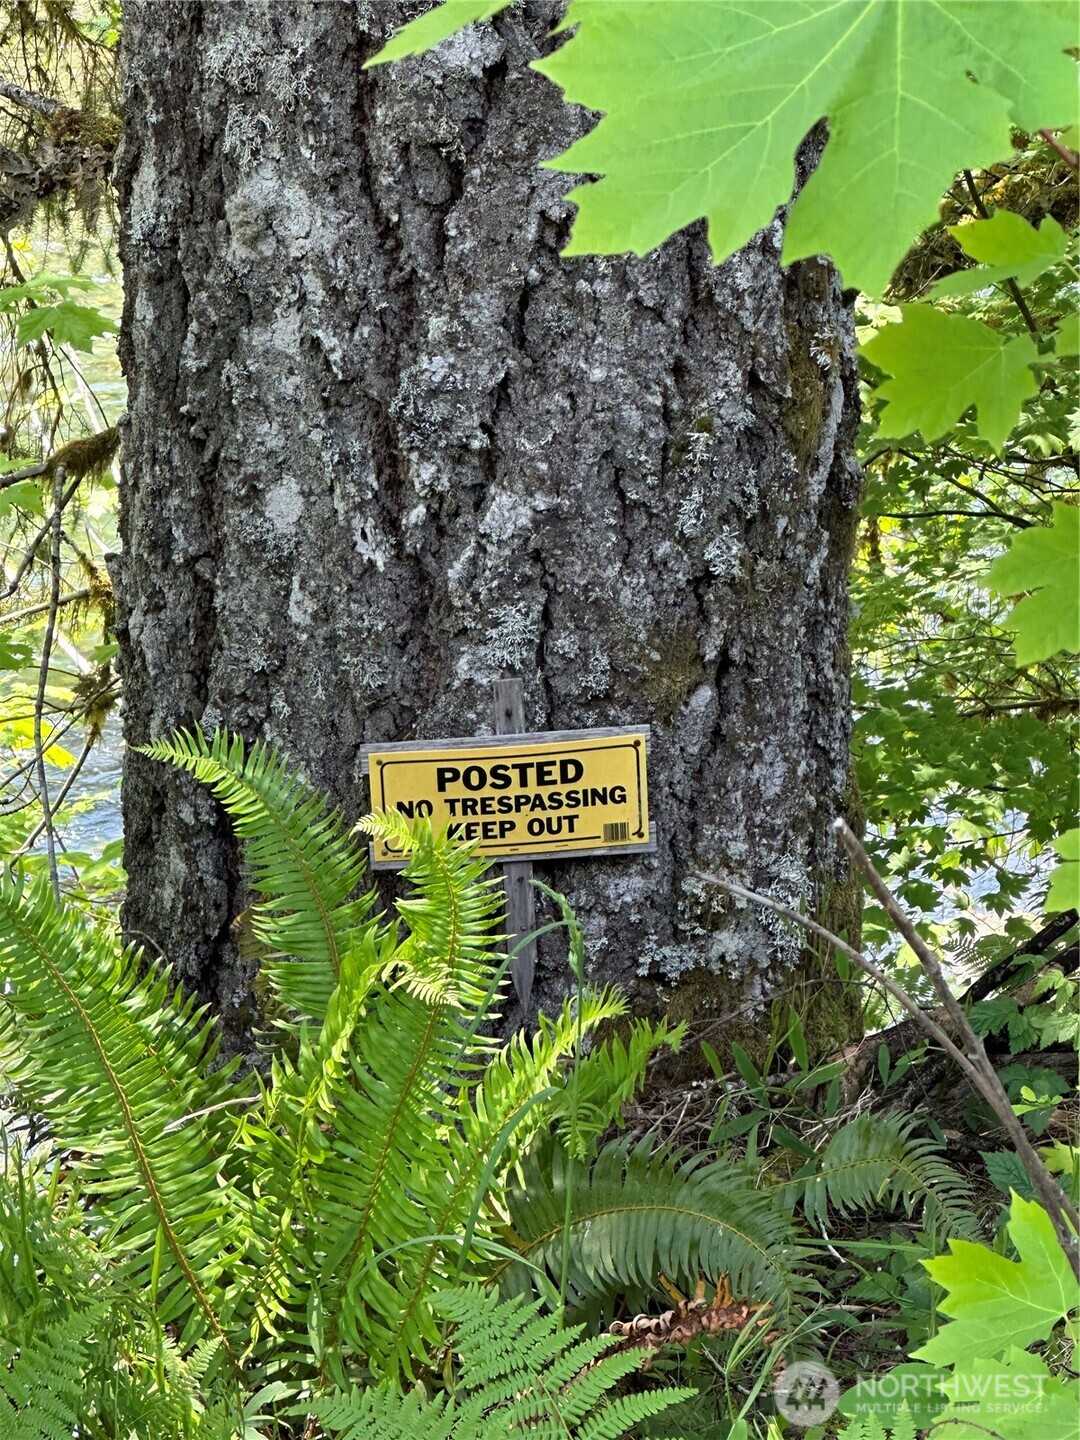 POSTED
NO TRESPASSING
KEEP OUT
NORTHWEST
MULTIPLE LISTING SERVICE